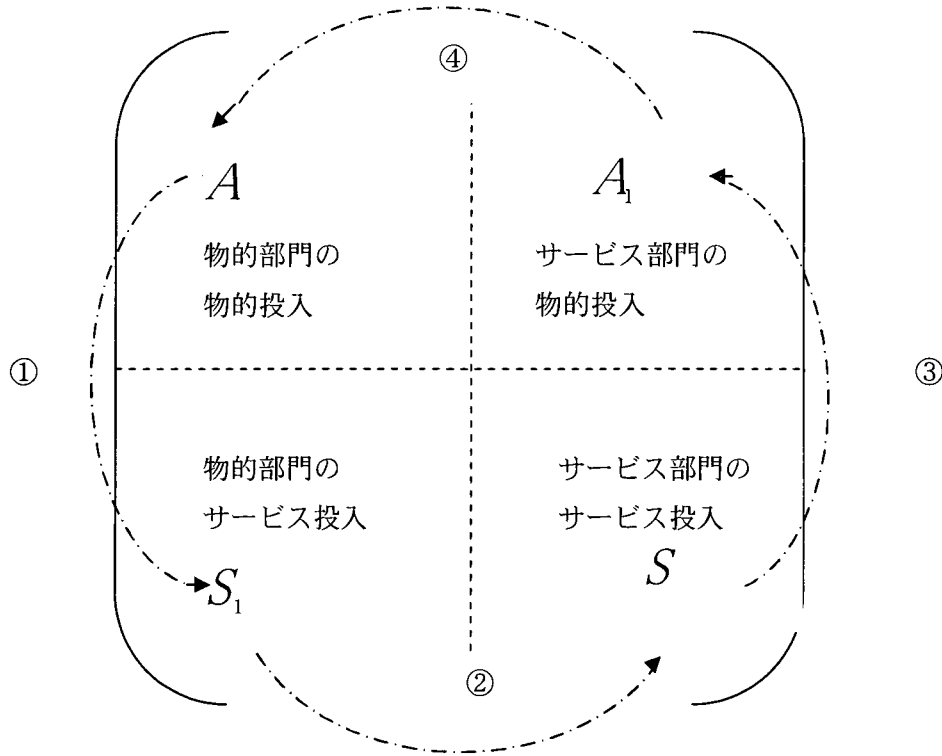 ④
A
A₁
物的部門の
物的投入
サービス部門の
物的投入
①
③
物的部門の
サービス投入
サービス部門の
サービス投入
S₁
S
②